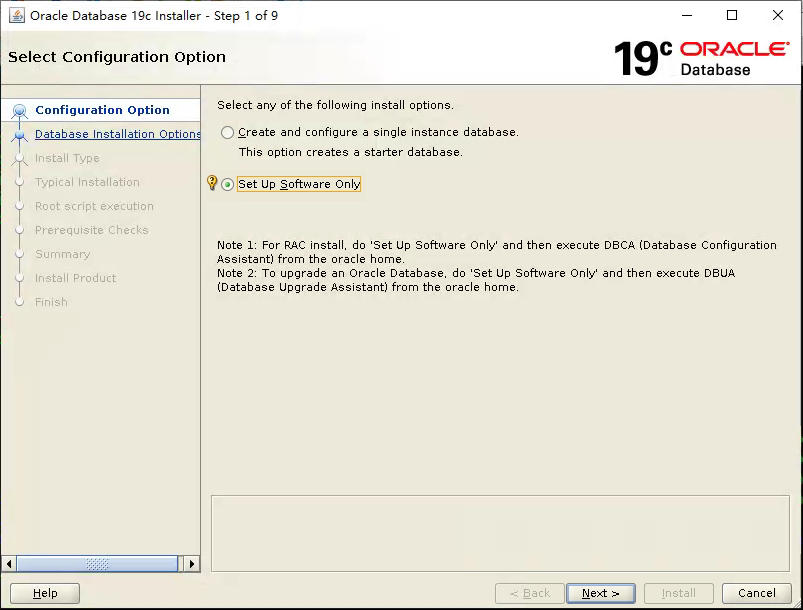 Oracle Database 19c Installer - Step 1 of 9
Select Configuration Option
19c ORACLE
Database
Configuration Option
Database Installation Options
Install Type
Typical Installation
Root script execution
Prerequisite Checks
Summary
Install Product
Finish
Select any of the following install options.
Create and configure a single instance database.
This option creates a starter database.
Set Up Software Only
Note 1: For RAC install, do 'Set Up Software Only' and then execute DBCA (Database Configuration
Assistant) from the oracle home.
Note 2: To upgrade an Oracle Database, do 'Set Up Software Only' and then execute DBUA
(Database Upgrade Assistant) from the oracle home.
Help
< Back
Next >
Install
Cancel